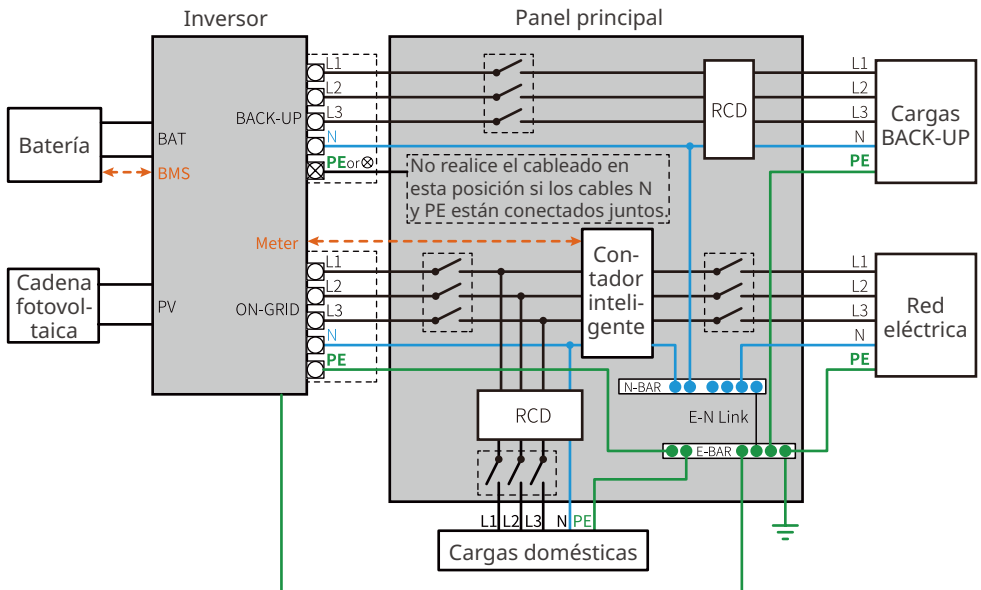 Inversor
Panel principal
L1
L2
L3
N
PEor⊗
BACK-UP
RCD
L1
L2
L3
N
PE
Cargas
BACK-UP
Batería
BAT
BMS
No realice el cableado en
esta posición si los cables N
y PE están conectados juntos.
Meter
Con-
tador
inteli-
gente
Cadena
fotovol-
taica
PV
ON-GRID
L1
L2
L3
N
PE
L1
L2
L3
N
PE
Red
eléctrica
N-BAR
E-N Link
RCD
E-BAR
L1 L2 L3 N PE
Cargas domésticas